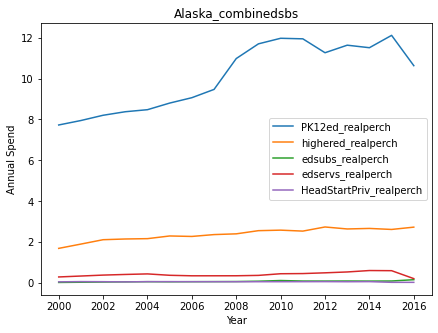 Alaska_combinedsbs
Annual Spend
12
10
8
6
4
2
0
PK12ed_realperch
highered_realperch
edsubs_realperch
edservs_realperch
HeadStartPriv_realperch
2000 2002 2004 2006 2008 2010 2012 2014 2016
Year